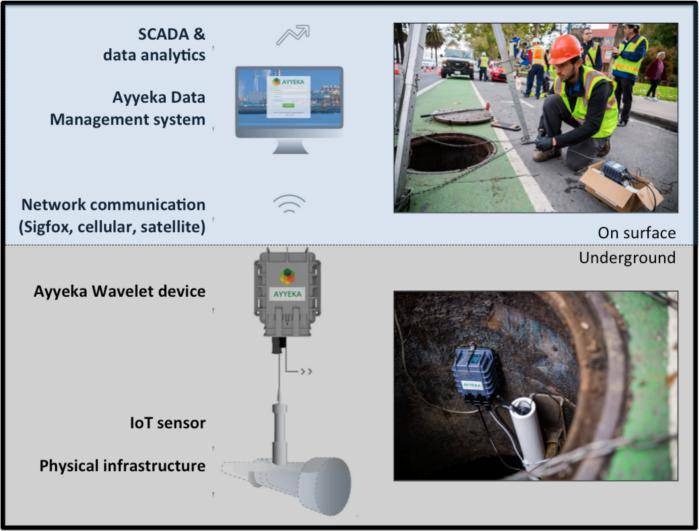 SCADA &
data analytics
AYYEKA
Ayyeka Data
Management system
Network communication
(Sigfox, cellular, satellite)
On surface
Underground
Ayyeka Wavelet device
AYYEKA
AYYEKA
IoT sensor
Physical infrastructure